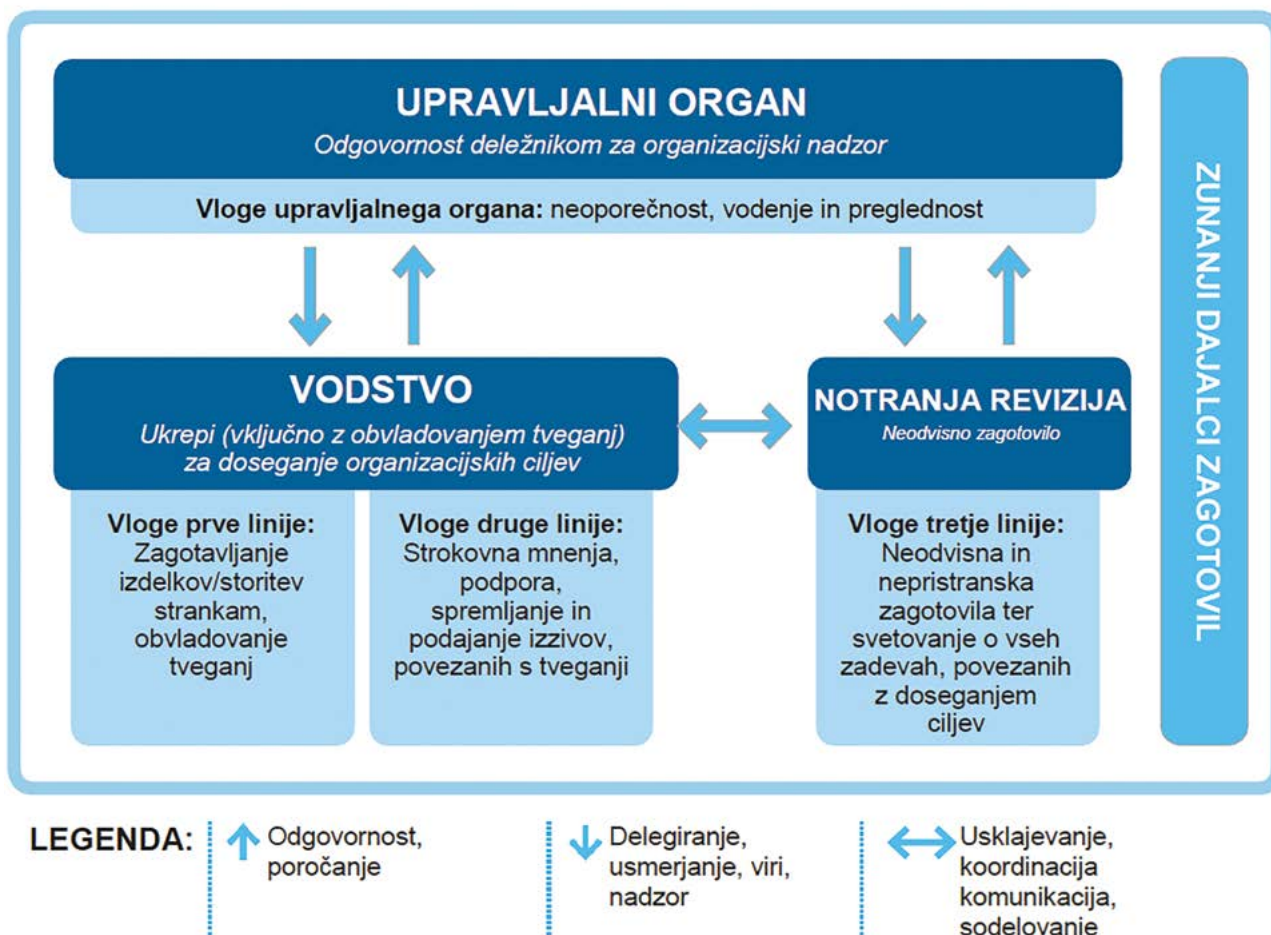 UPRAVLJALNI ORGAN
Odgovornost deležnikom za organizacijski nadzor
Vloge upravljalnega organa: neoporečnost, vodenje in preglednost
VODSTVO
Ukrepi (vključno z obvladovanjem tveganj)
za doseganje organizacijskih ciljev
Vloge prve linije:
Zagotavljanje
izdelkov/storitev
strankam,
obvladovanje
tveganj
Vloge druge linije:
Strokovna mnenja,
podpora,
spremljanje in
podajanje izzivov,
povezanih s tveganji
NOTRANJA REVIZIJA
Neodvisno zagotovilo
Vloge tretje linije:
Neodvisna in
nepristranska
zagotovila ter
svetovanje o vseh
zadevah, povezanih
z doseganjem
ciljev
ZUNANJI DAJALCI ZAGOTOVIL
LEGENDA:
Odgovornost,
poročanje
Delegiranje,
usmerjanje, viri,
nadzor
Usklajevanje,
koordinacija
komunikacija,
sodelovanje